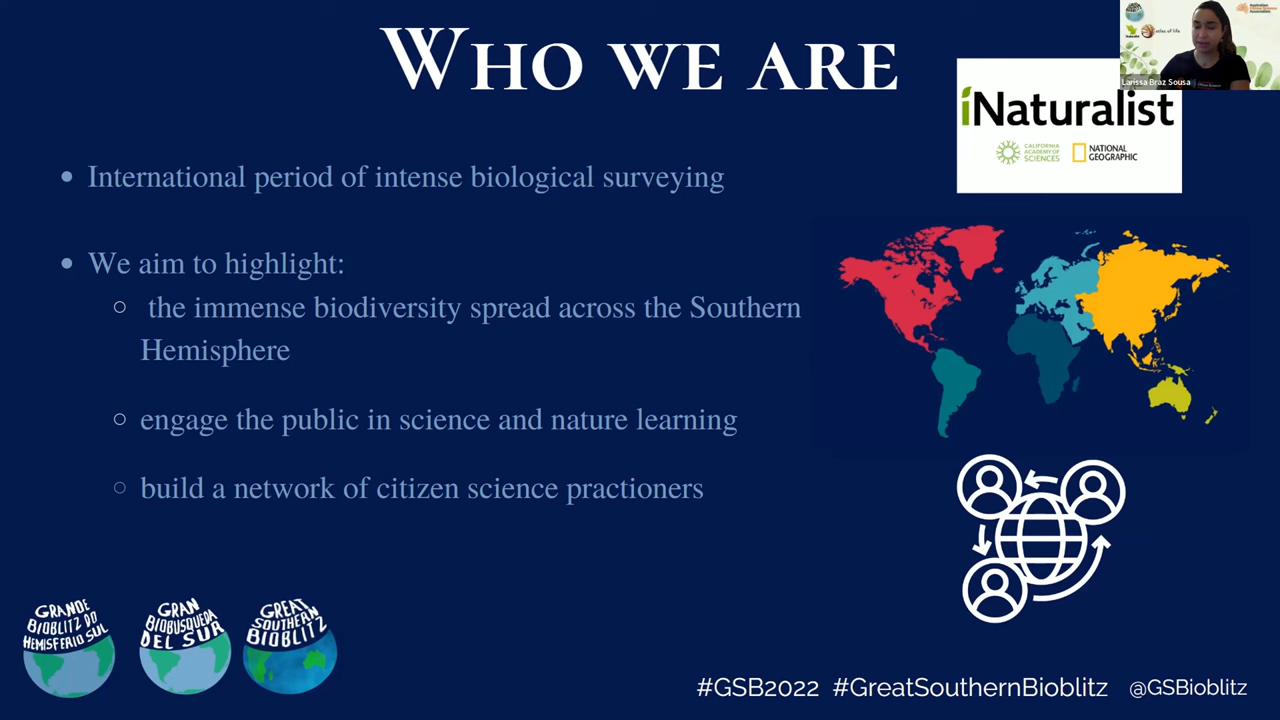 WHO WE ARE
Larissa Braz Sousa
iNaturalist
CALIFORNIA
ACADEMY OF
SCIENCES
NATIONAL
GEOGRAPHIC
• International period of intense biological surveying
• We aim to highlight:
○ the immense biodiversity spread across the Southern
Hemisphere
○ engage the public in science and nature learning
○ build a network of citizen science practioners
GRANDE
BIOBLITZ DO
HEMISFERIO SUL
GRAN
BIOBUSQUEDA
DEL SUR
GREAT
SOUTHERN
BIOBLITZ
#GSB2022 #GreatSouthernBioblitz @GSBioblitz